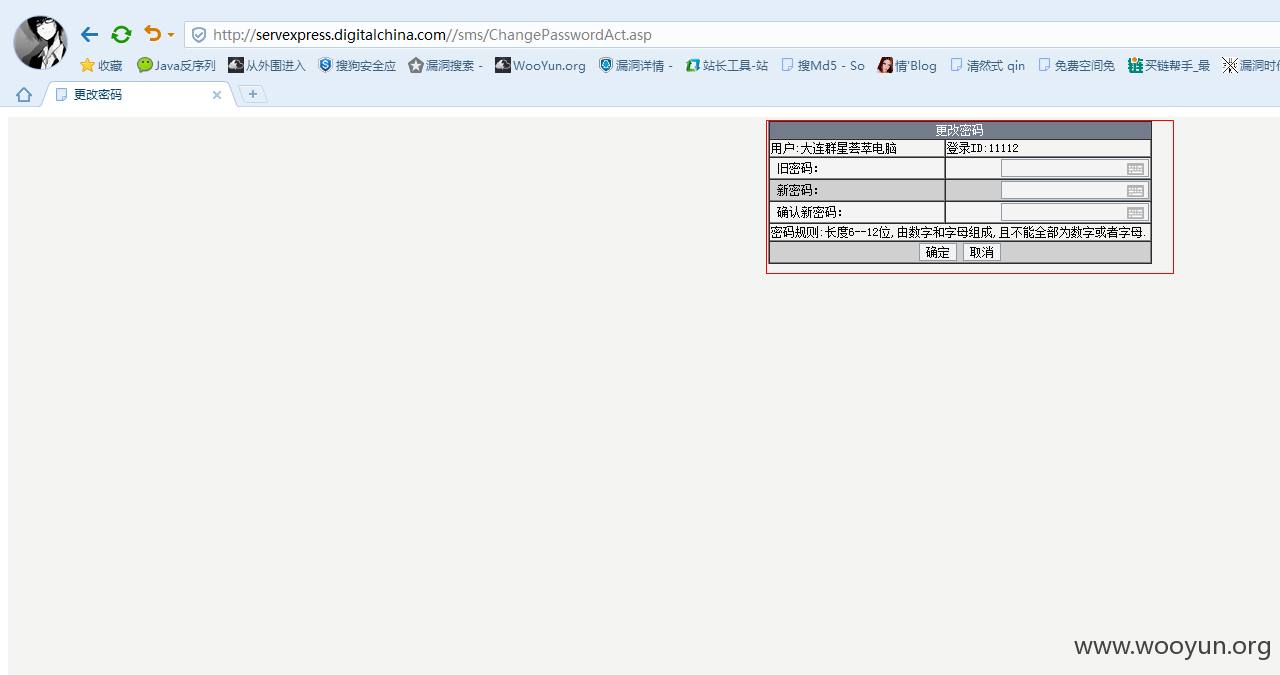 http://servexpress.digitalchina.com//sms/ChangePasswordAct.asp
收藏 Java反序列 从外围进入 搜狗安全应 漏洞搜索 - WooYun.org 漏洞详情 - 站长工具-站 搜Md5 - So 情'Blog 清然式 qin 免费空间免 买链帮手_最 漏洞时代
更改密码
更改密码
用户:大连群星荟萃电脑 登录ID:11112
旧密码:
新密码:
确认新密码:
密码规则:长度6--12位,由数字和字母组成,且不能全部为数字或者字母.
确定 取消
www.wooyun.org